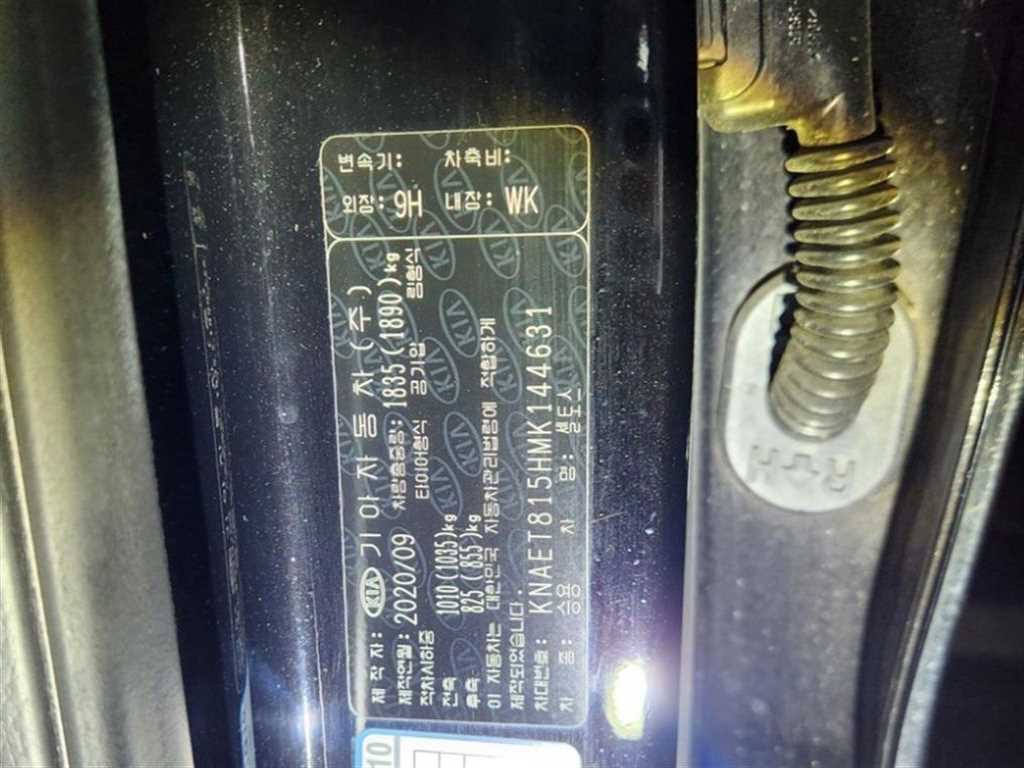 변속기: 차축비:
외장: 9H 내장: WK
제 작 자: KIA 기 아 자 동 차 (주)
제작연월: 2020/09 차량총중량: 1835(1890)kg
적차시하중 타이어형식 공기압 림형식
전축 1010(1035)kg
후축 825(855)kg
이 자동차는 대한민국 자동차관리법령에 적합하게
제작되었습니다.
차대번호: KNAET815HMK144631
차 종: 승용 차 명: 셀토스
10